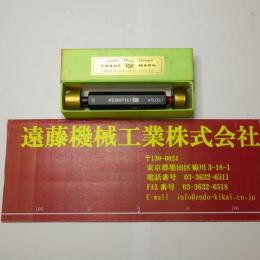 Limit Plug Gauge
TRADE MARK
遠藤機械工業株式会社
〒130-0024
東京都墨田区菊川3-18-1
電話番号 03-3632-6511
FAX番号 03-3632-6518
E-mail info@endo-kikai.co.jp
100 100